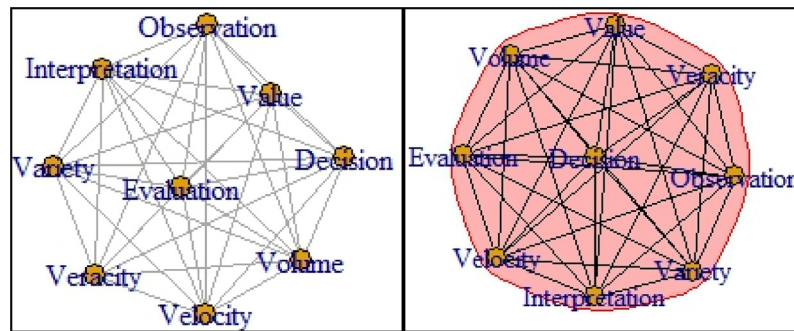 Observation
Interpretation
Value
Variety
Evaluation
Decision
Veracity
Volume
Velocity
Value
Volume
Veracity
Evaluation
Decision
Observation
Velocity
Variety
Interpretation